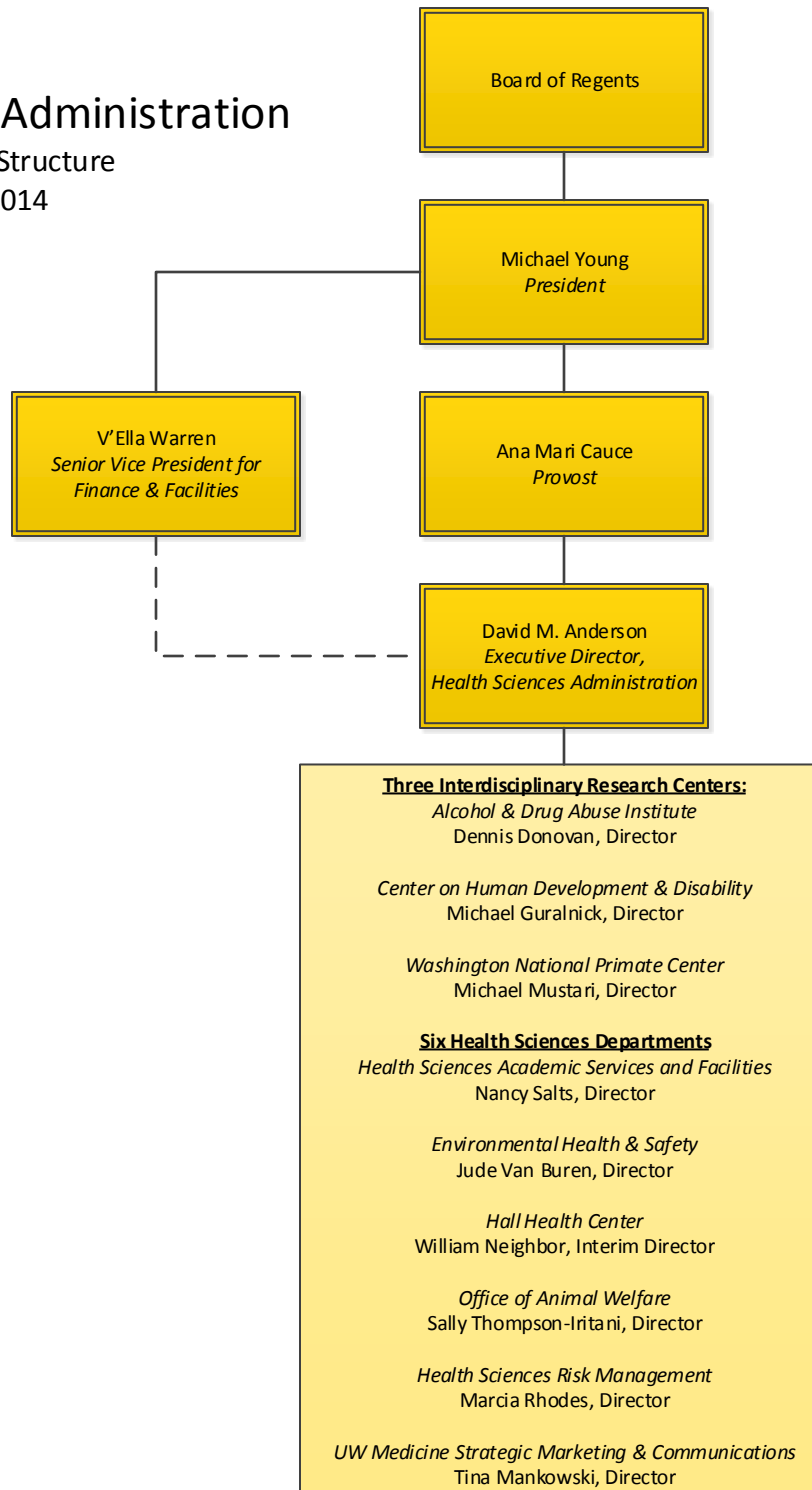 Administration
Structure
014
Board of Regents
Michael Young
President
V'Ella Warren
Senior Vice President for
Finance & Facilities
Ana Mari Cauce
Provost
David M. Anderson
Executive Director,
Health Sciences Administration
Three Interdisciplinary Research Centers:
Alcohol & Drug Abuse Institute
Dennis Donovan, Director
Center on Human Development & Disability
Michael Guralnick, Director
Washington National Primate Center
Michael Mustari, Director
Six Health Sciences Departments
Health Sciences Academic Services and Facilities
Nancy Salts, Director
Environmental Health & Safety
Jude Van Buren, Director
Hall Health Center
William Neighbor, Interim Director
Office of Animal Welfare
Sally Thompson-Iritani, Director
Health Sciences Risk Management
Marcia Rhodes, Director
UW Medicine Strategic Marketing & Communications
Tina Mankowski, Director